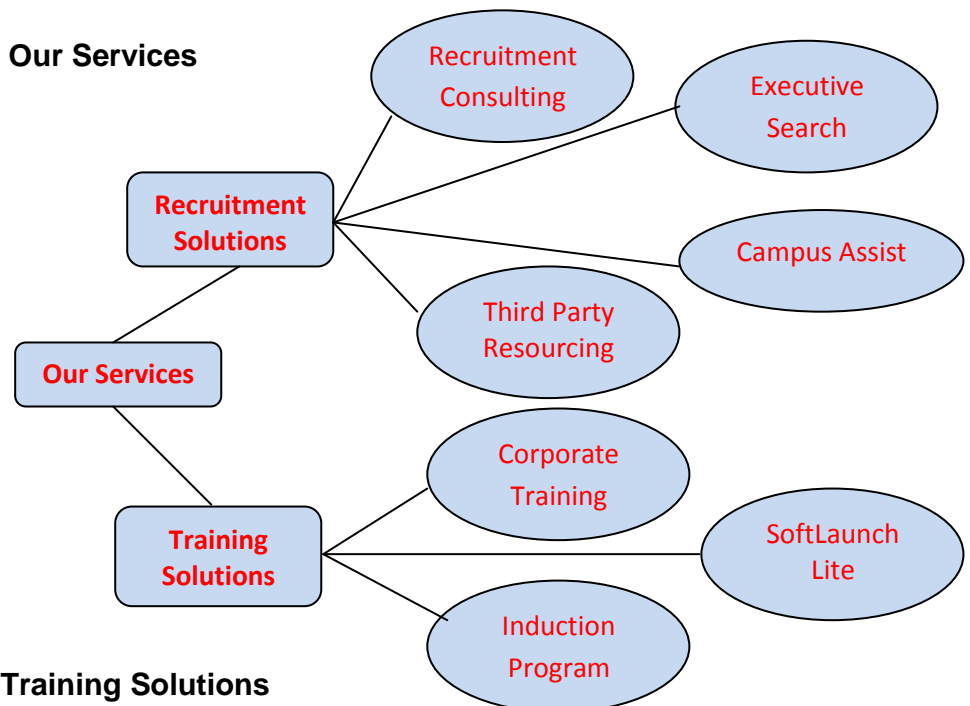 Our Services
Recruitment
Consulting
Executive
Search
Recruitment
Solutions
Campus Assist
Third Party
Resourcing
Our Services
Corporate
Training
Training
Solutions
SoftLaunch
Lite
Induction
Program
Training Solutions